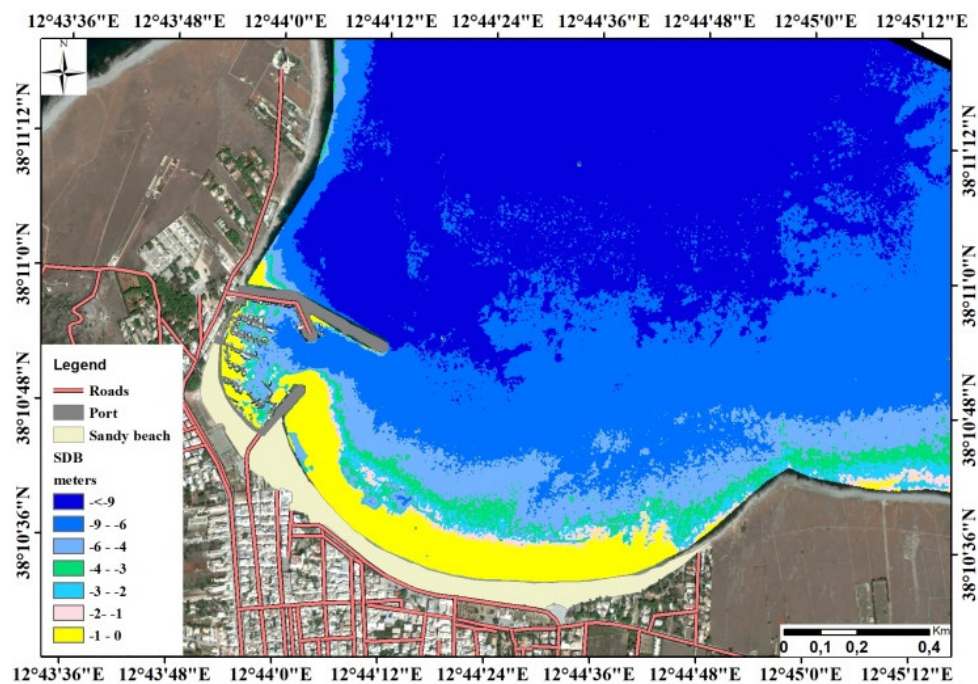 12°43'36"E 12°43'48"E 12°44'0"E 12°44'12"E 12°44'24"E 12°44'36"E 12°44'48"E 12°45'0"E 12°45'12"E
N
38°11'12"N
38°11'12"N
38°11'0"N
38°11'0"N
38°10'48"N
38°10'48"N
38°10'36"N
38°10'36"N
Legend
Roads
Port
Sandy beach
SDB
meters
-<-9
-9 - -6
-6 - -4
-4 - -3
-3 - -2
-2 - -1
-1 - 0
Km
0 0,1 0,2 0,4
12°43'36"E 12°43'48"E 12°44'0"E 12°44'12"E 12°44'24"E 12°44'36"E 12°44'48"E 12°45'0"E 12°45'12"E